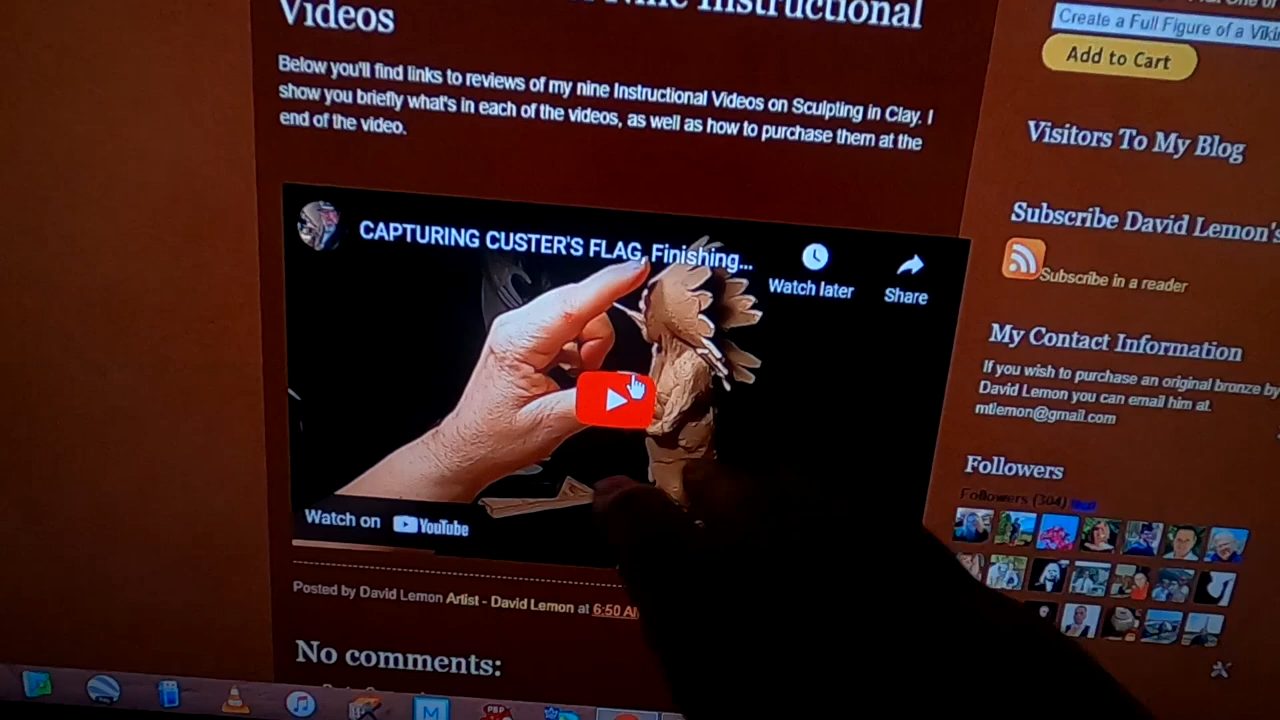 Nine Instructional
Videos
Below you'll find links to reviews of my nine Instructional Videos on Sculpting in Clay. I
show you briefly what's in each of the videos, as well as how to purchase them at the
end of the video.
CAPTURING CUSTER'S FLAG, Finishing...
Watch later
Share
Watch on YouTube
Posted by David Lemon Artist - David Lemon at 6:50 AM
No comments:
Create a Full Figure of a Viki
Add to Cart
Visitors To My Blog
Subscribe David Lemon's
Subscribe in a reader
My Contact Information
If you wish to purchase an original bronze by
David Lemon you can email him at.
mtlemon@gmail.com
Followers
Followers (304) Next
M